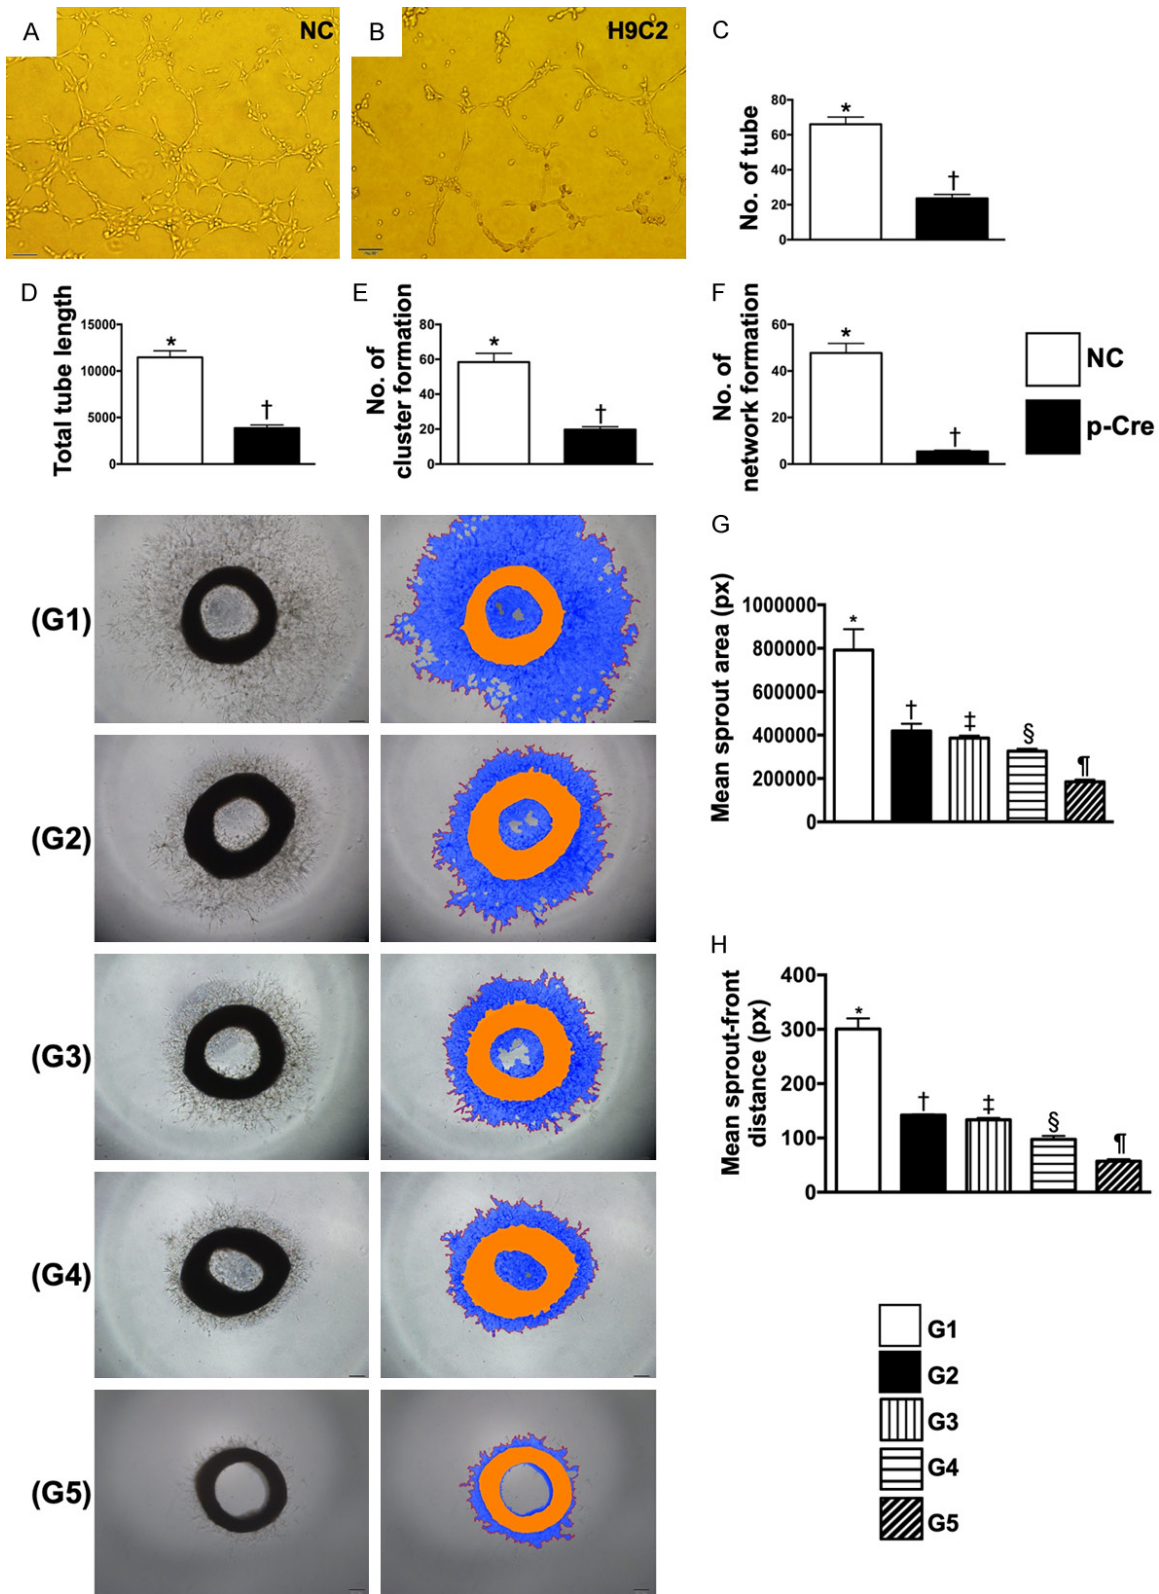 A
NC
B
H9C2
C
No. of tube
80
60
40
20
0
*
†
D
Total tube length
15000
10000
5000
0
*
†
E
No. of
cluster formation
80
60
40
20
0
*
†
F
No. of
network formation
60
40
20
0
*
†
NC
p-Cre
(G1)
(G2)
(G3)
(G4)
(G5)
G
Mean sprout area (px)
1000000
800000
600000
400000
200000
0
*
†
‡
§
¶
H
Mean sprout-front
distance (px)
400
300
200
100
0
*
†
‡
§
¶
G1
G2
G3
G4
G5